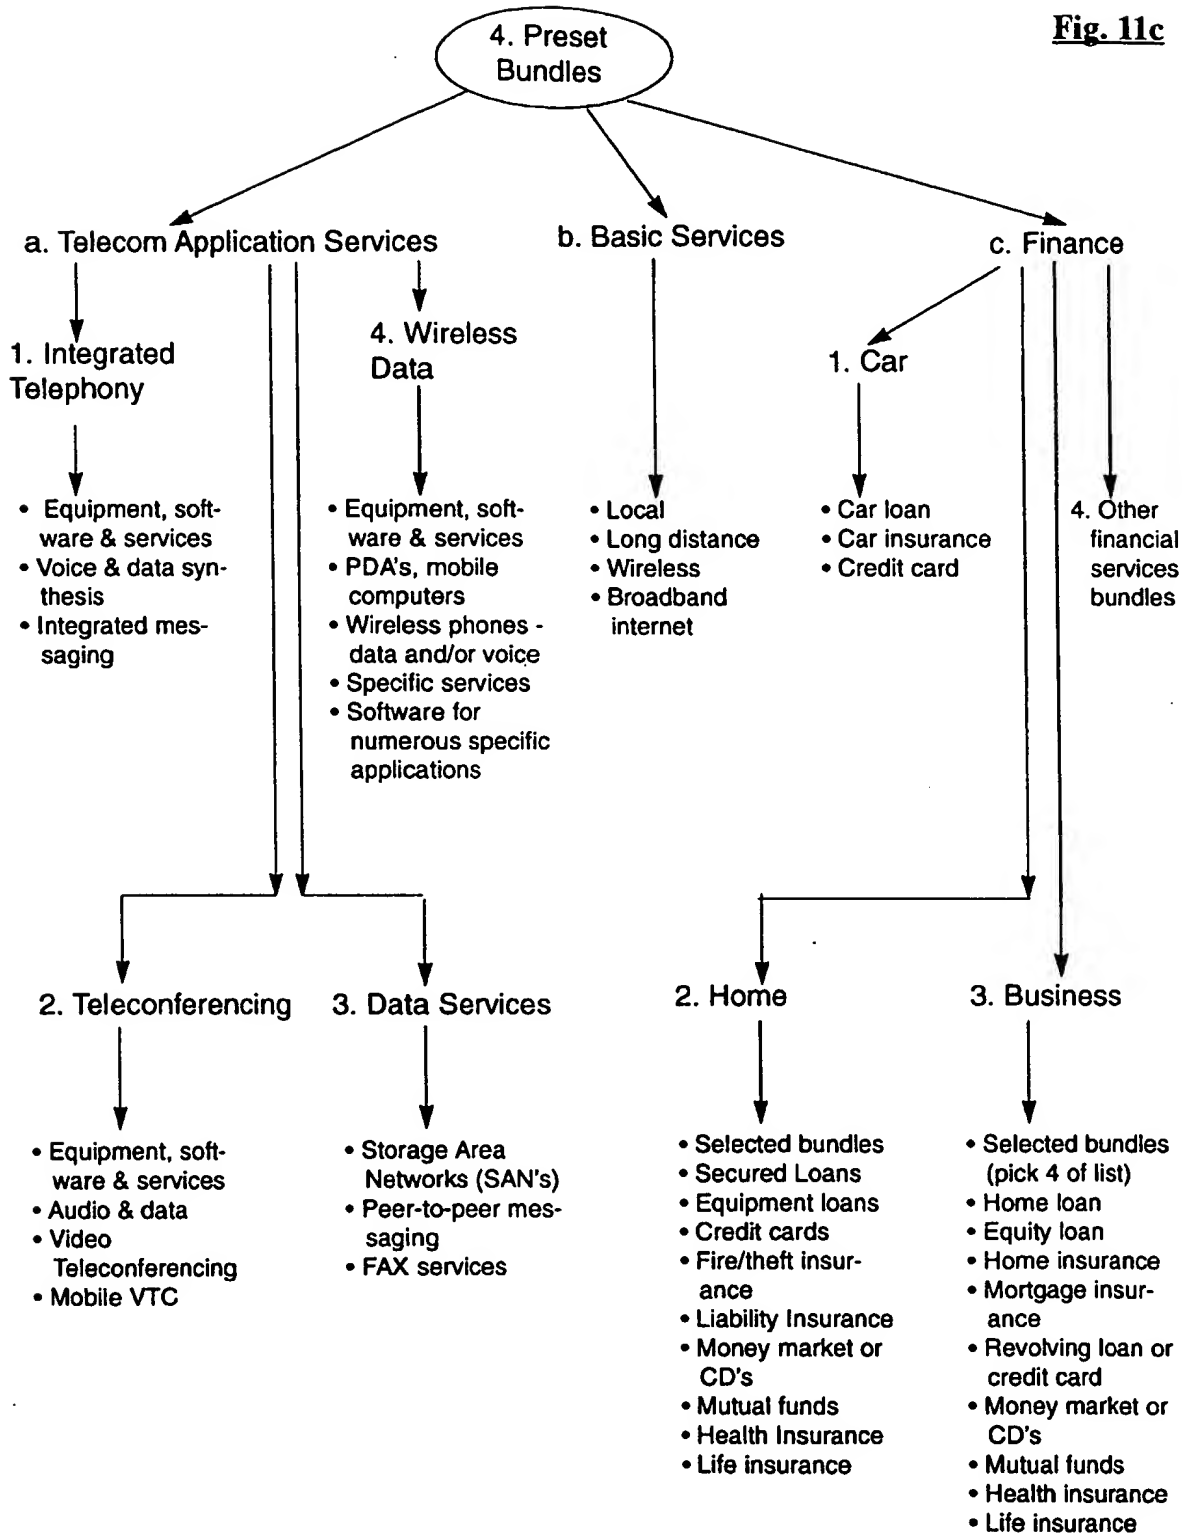 Fig. 11c
4. Preset
Bundles
a. Telecom Application Services
b. Basic Services
c. Finance
1. Integrated
Telephony
4. Wireless
Data
1. Car
• Equipment, soft-
ware & services
• Voice & data syn-
thesis
• Integrated mes-
saging
• Equipment, soft-
ware & services
• PDA's, mobile
computers
• Wireless phones -
data and/or voice
• Specific services
• Software for
numerous specific
applications
• Local
• Long distance
• Wireless
• Broadband
internet
• Car loan
• Car insurance
• Credit card
4. Other
financial
services
bundles
2. Teleconferencing
3. Data Services
2. Home
3. Business
• Equipment, soft-
ware & services
• Audio & data
• Video
Teleconferencing
• Mobile VTC
• Storage Area
Networks (SAN's)
• Peer-to-peer mes-
saging
• FAX services
• Selected bundles
• Secured Loans
• Equipment loans
• Credit cards
• Fire/theft insur-
ance
• Liability Insurance
• Money market or
CD's
• Mutual funds
• Health Insurance
• Life insurance
• Selected bundles
(pick 4 of list)
• Home loan
• Equity loan
• Home insurance
• Mortgage insur-
ance
• Revolving loan or
credit card
• Money market or
CD's
• Mutual funds
• Health insurance
• Life insurance